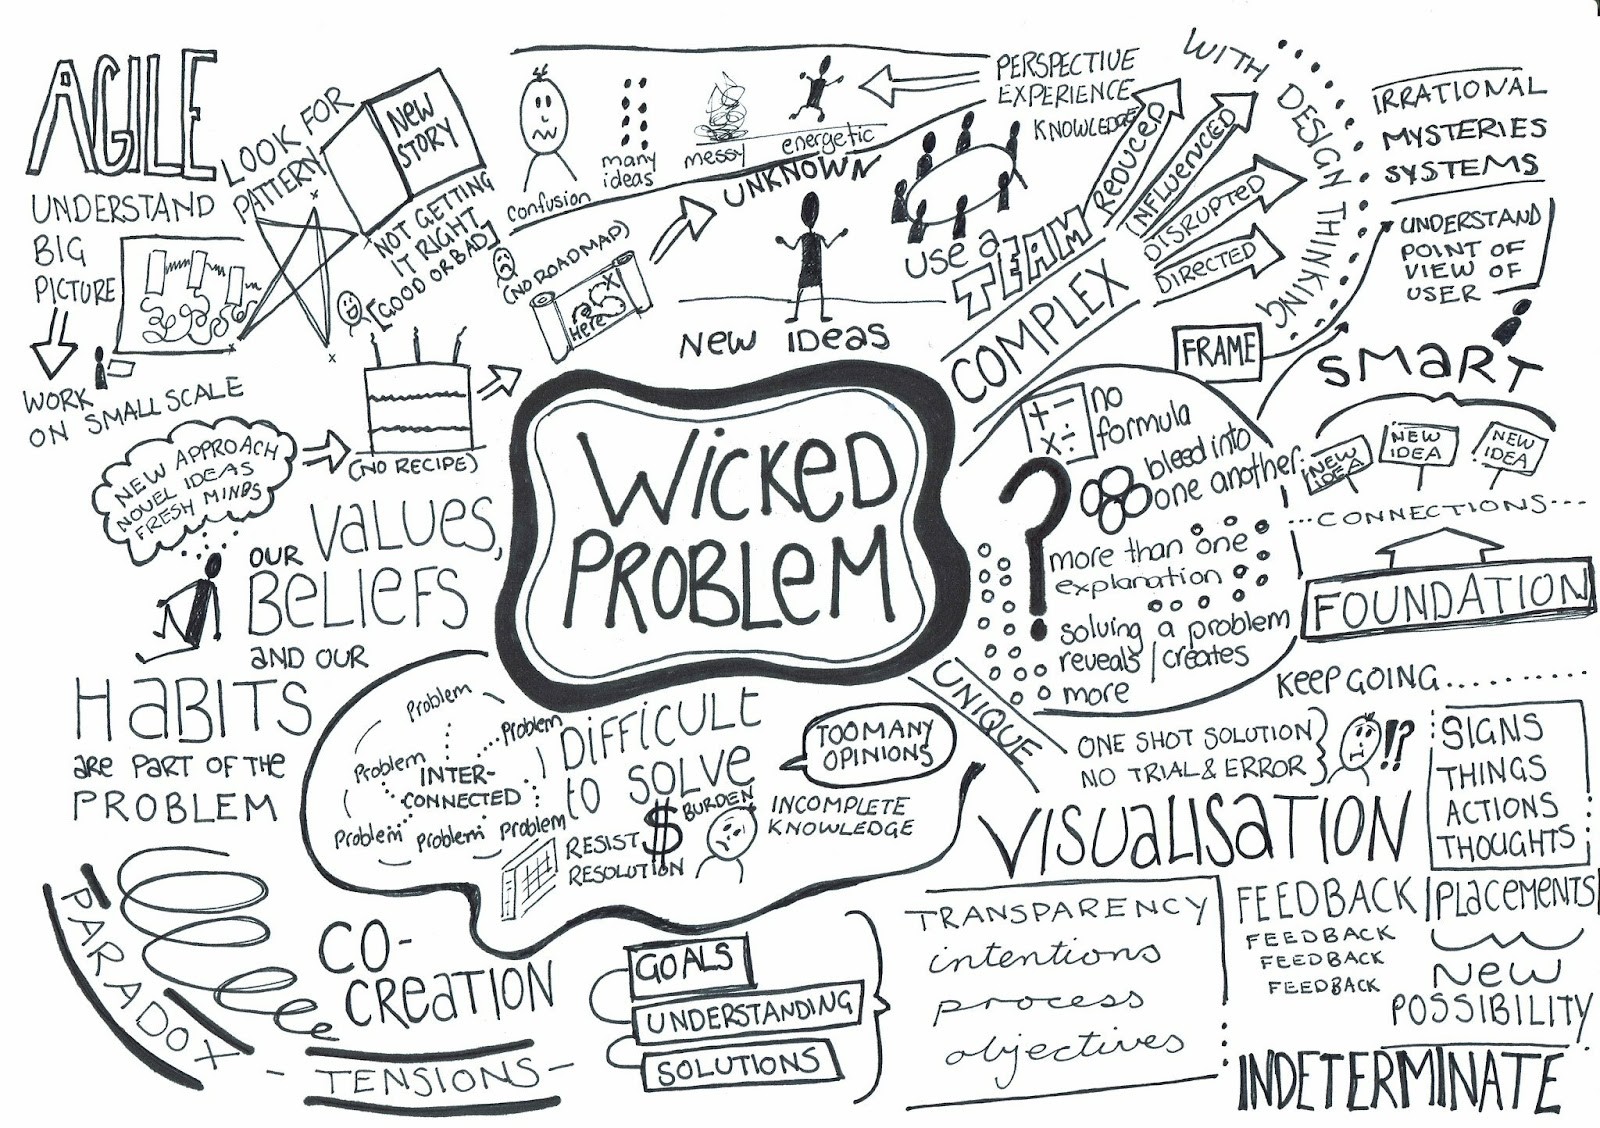 AGILE
UNDERSTAND
BIG
PICTURE
WORK
ON SMALL SCALE
LOOK FOR
PATTERN
NEW
STORY
NOT GETTING
IT RIGHT
[GOOD OR BAD]
confusion
many
ideas
messy
energetic
PERSPECTIVE
EXPERIENCE
KNOWLEDGE
UNKNOWN
(NO ROADMAP)
Here
X
NEW IDEAS
USE a
TEAM
COMPLEX
REDUCED
INFLUENCED
DISRUPTED
DIRECTED
WITH DESIGN THINKING
IRRATIONAL
MYSTERIES
SYSTEMS
UNDERSTAND
POINT OF
VIEW OF
USER
FRAME
SMART
NEW
IDEA
NEW
IDEA
NEW
IDEA
...CONNECTIONS...
FOUNDATION
(NO RECIPE)
NEW APPROACH
NOVEL IDEAS
FRESH MINDS
OUR VALUES,
BELIEFS
AND OUR
HABITS
ARE PART OF THE
PROBLEM
WICKED
PROBLEM
+ -
x ÷
no
formula
bleed into
one another.
?
more than one
explanation
solving a problem
reveals/creates
more
UNIQUE
KEEP GOING..........
ONE SHOT SOLUTION
NO TRIAL & ERROR
!?
SIGNS
THINGS
ACTIONS
THOUGHTS
PLACEMENTS
NEW
POSSIBILITY
INDETERMINATE
VISUALISATION
FEEDBACK
FEEDBACK
FEEDBACK
FEEDBACK
TRANSPARENCY
intentions
process
objectives
Problem
Problem
Problem
INTER-
CONNECTED
Problem
Problem
Problem
DIFFICULT
to SOLVE
RESIST
RESOLUTION
$
BURDEN
TOO MANY
OPINIONS
INCOMPLETE
KNOWLEDGE
PARADOX
CO-
CREATION
- TENSIONS -
GOALS
UNDERSTANDING
SOLUTIONS